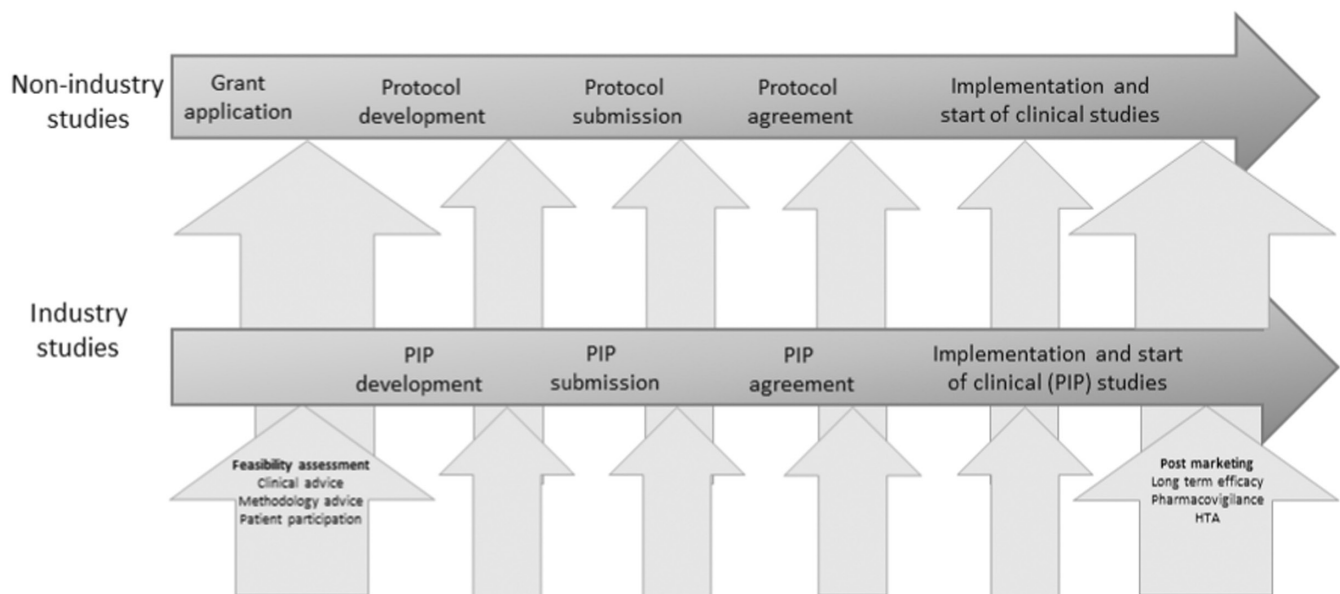 Non-industry
studies
Grant
application
Protocol
development
Protocol
submission
Protocol
agreement
Implementation and
start of clinical studies
Industry
studies
PIP
development
PIP
submission
PIP
agreement
Implementation and start
of clinical (PIP) studies
Feasibility assessment
Clinical advice
Methodology advice
Patient participation
Post marketing
Long term efficacy
Pharmacovigilance
HTA